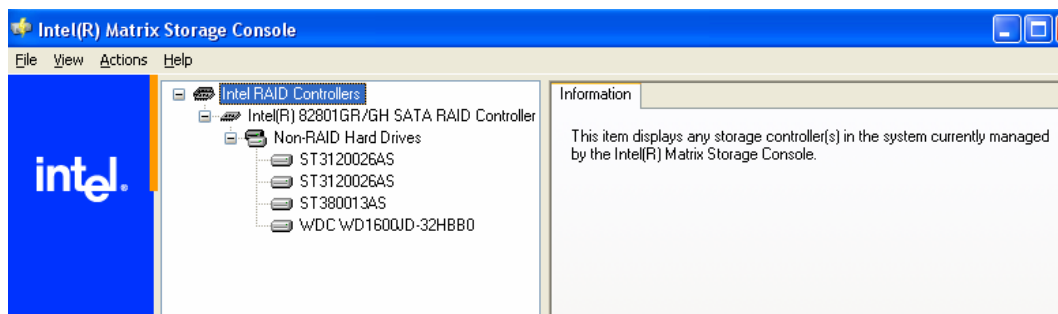 Intel(R) Matrix Storage Console
File View Actions Help
intel.
Intel RAID Controllers
Intel(R) 82801GR/GH SATA RAID Controller
Non-RAID Hard Drives
ST3120026AS
ST3120026AS
ST380013AS
WDC WD1600JD-32HBB0
Information
This item displays any storage controller(s) in the system currently managed
by the Intel(R) Matrix Storage Console.